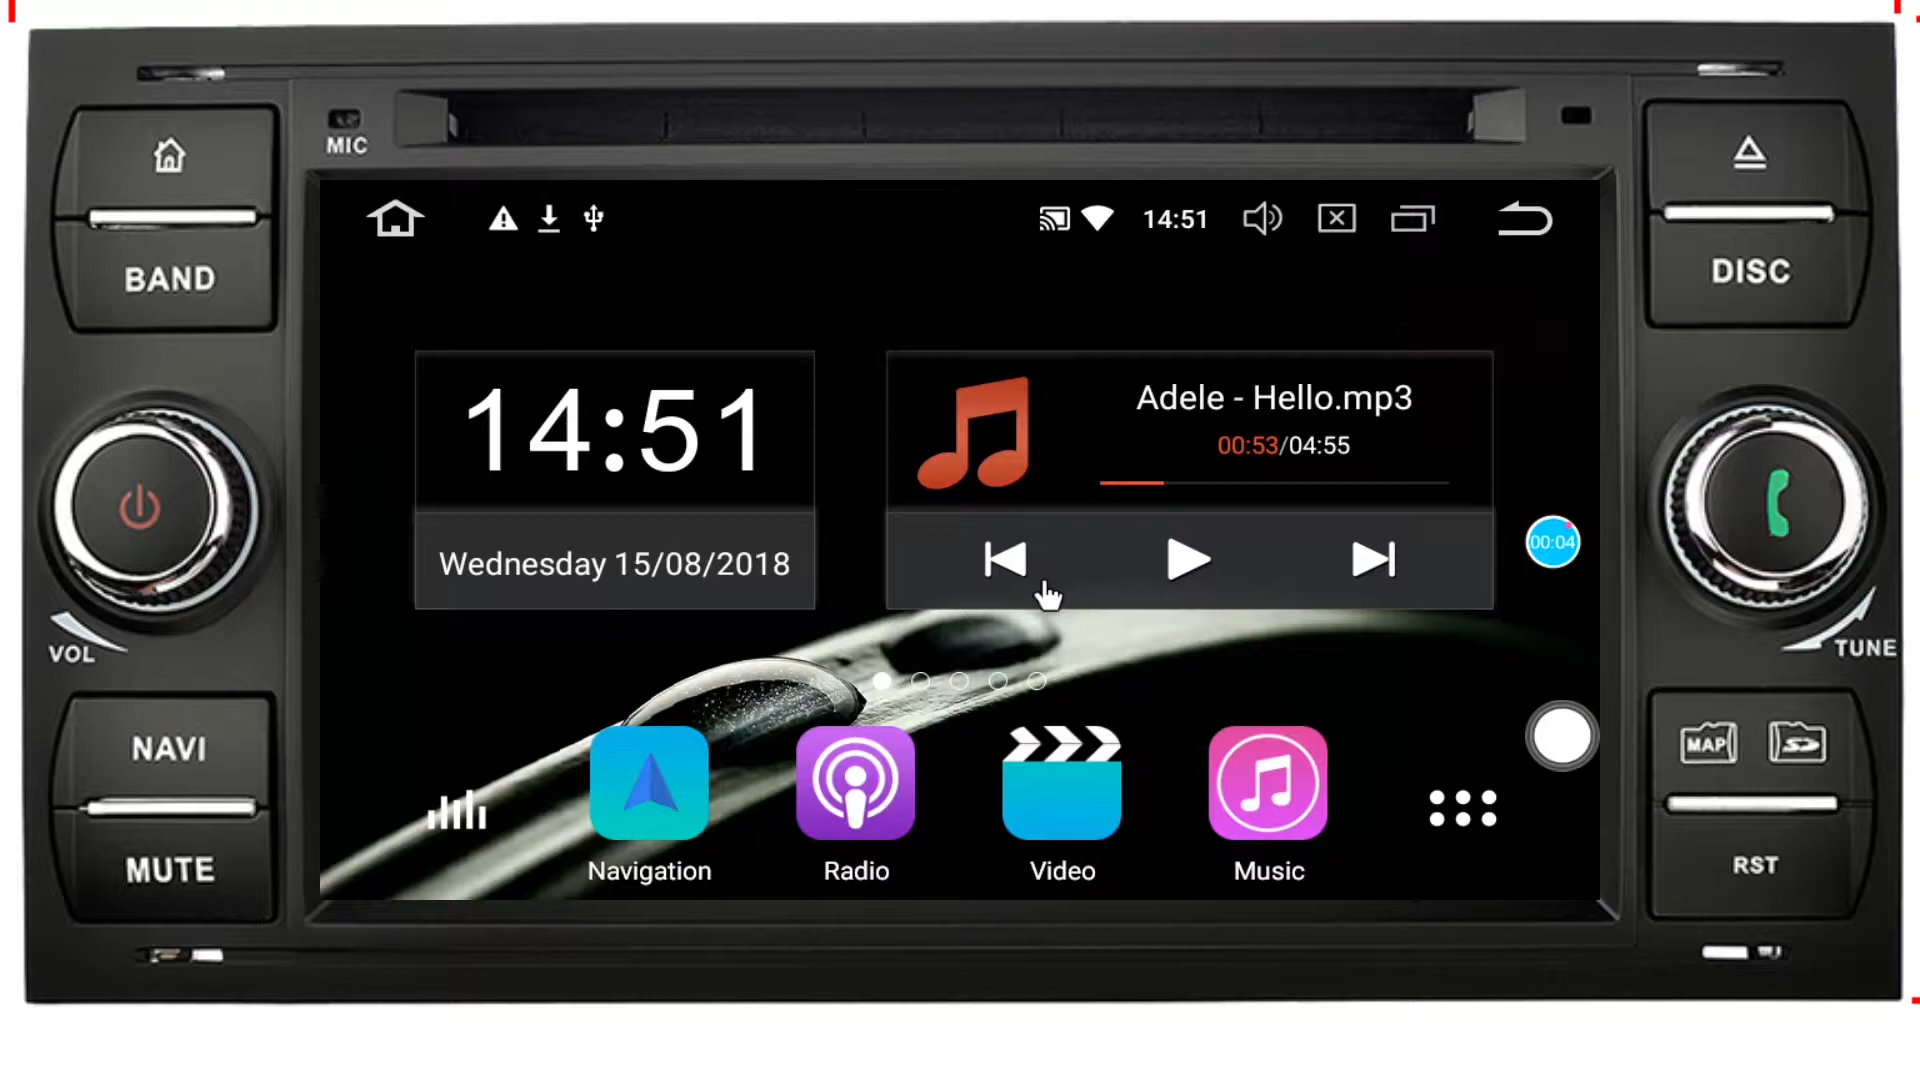 MIC
BAND
DISC
14:51
14:51
Adele - Hello.mp3
00:53/04:55
Wednesday 15/08/2018
00:04
VOL
TUNE
NAVI
MAP
SD
MUTE
RST
Navigation
Radio
Video
Music